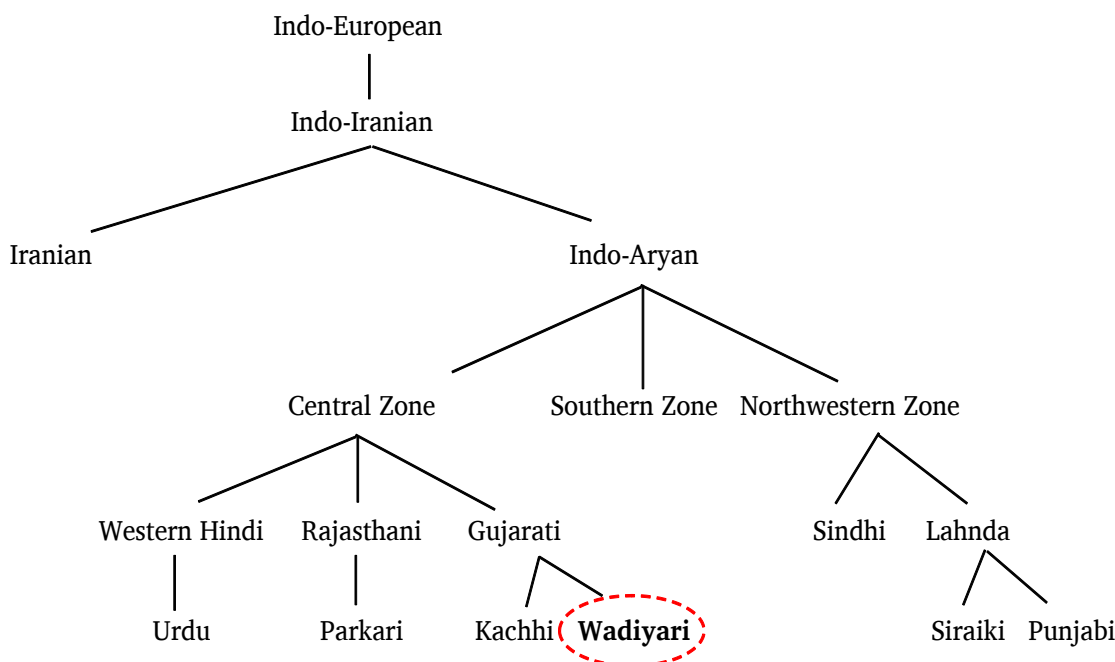 Indo-European
Indo-Iranian
Iranian
Indo-Aryan
Central Zone
Southern Zone
Northwestern Zone
Western Hindi
Rajasthani
Gujarati
Sindhi
Lahnda
Urdu
Parkari
Kachhi
Wadiyari
Siraiki
Punjabi